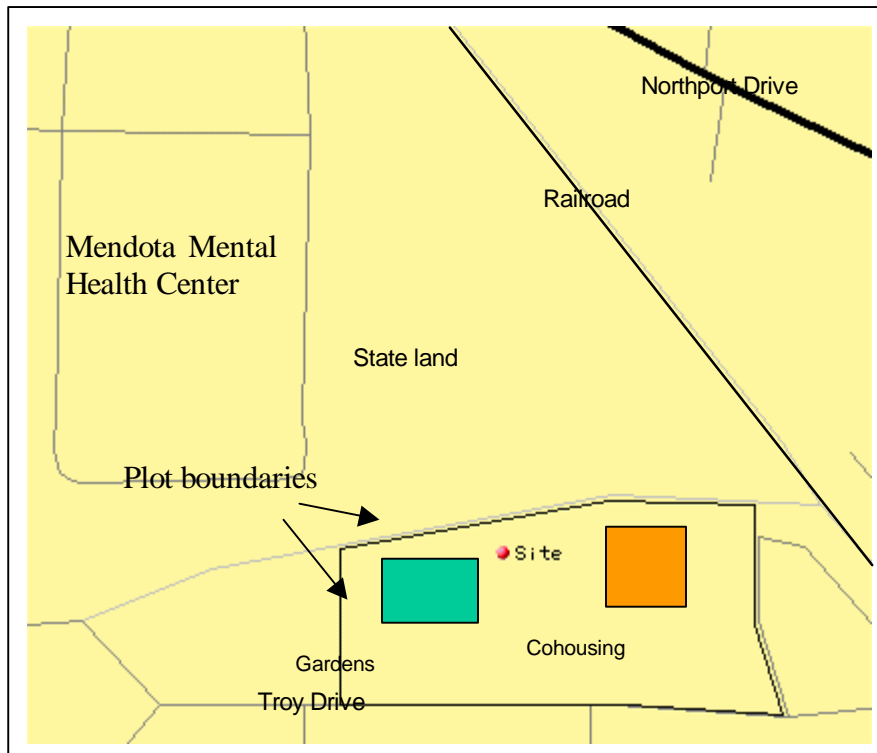 Northport Drive
Railroad
Mendota Mental
Health Center
State land
Plot boundaries
Site
Cohousing
Gardens
Troy Drive